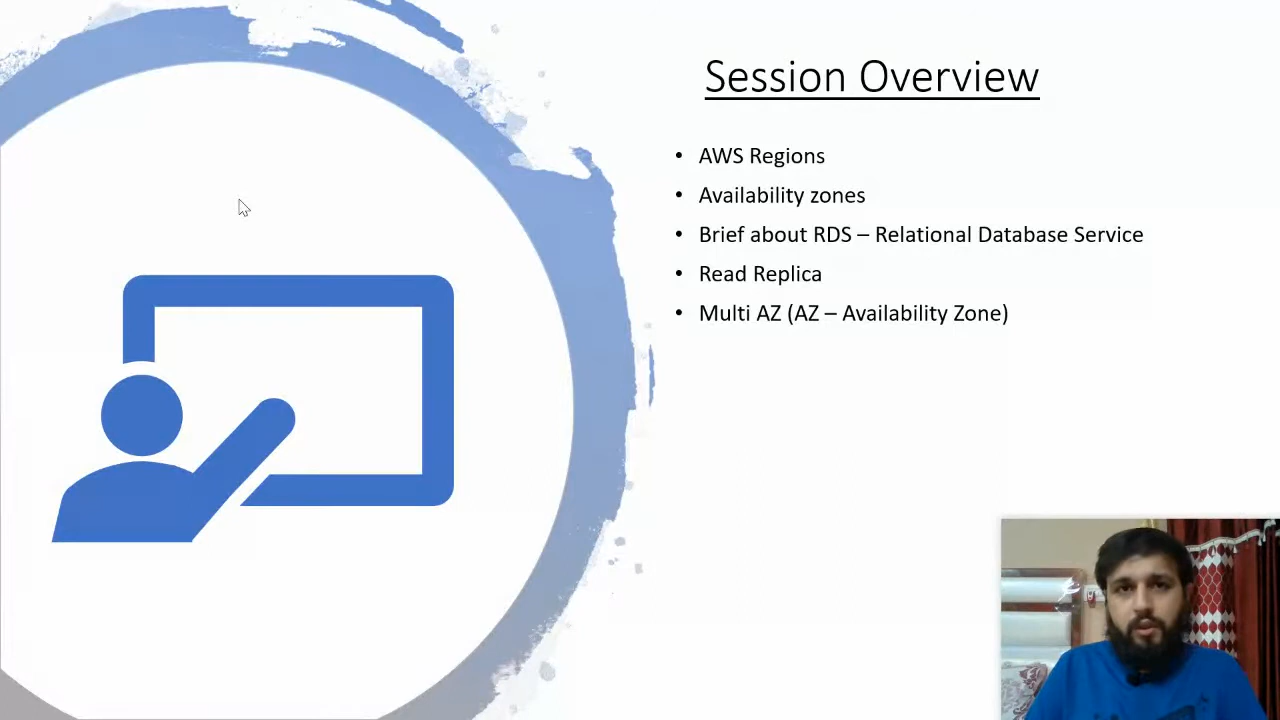 Session Overview
• AWS Regions
• Availability zones
• Brief about RDS – Relational Database Service
• Read Replica
• Multi AZ (AZ – Availability Zone)